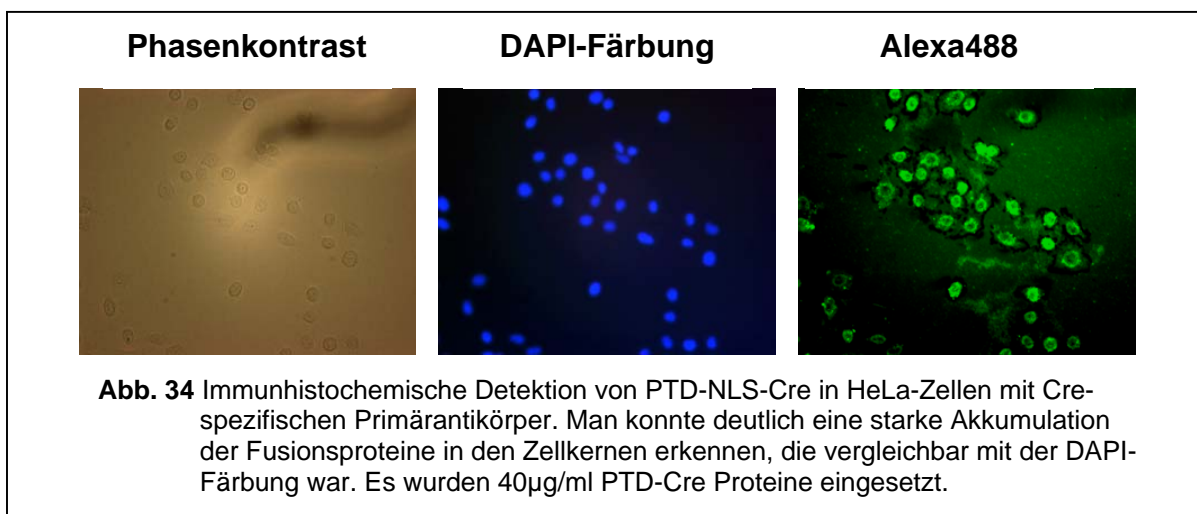 Phasenkontrast DAPI-Färbung Alexa488
Abb. 34 Immunhistochemische Detektion von PTD-NLS-Cre in HeLa-Zellen mit Cre-
spezifischen Primärantikörper. Man konnte deutlich eine starke Akkumulation
der Fusionsproteine in den Zellkernen erkennen, die vergleichbar mit der DAPI-
Färbung war. Es wurden 40µg/ml PTD-Cre Proteine eingesetzt.